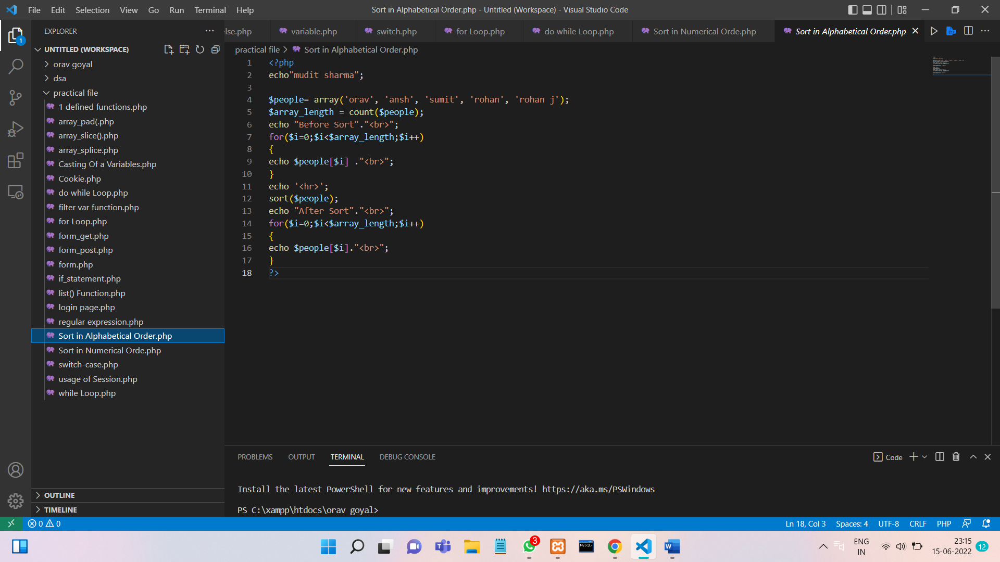 File Edit Selection View Go Run Terminal Help
Sort in Alphabetical Order.php - Untitled (Workspace) - Visual Studio Code
EXPLORER
lse.php variable.php switch.php for Loop.php do while Loop.php Sort in Numerical Orde.php Sort in Alphabetical Order.php
1
UNTITLED (WORKSPACE)
practical file > Sort in Alphabetical Order.php
orav goyal
dsa
practical file
1 defined functions.php
array_pad(.php
array_slice().php
array_splice.php
Casting Of a Variables.php
Cookie.php
do while Loop.php
filter var function.php
for Loop.php
form_get.php
form_post.php
form.php
if_statement.php
list() Function.php
login page.php
regular expression.php
Sort in Alphabetical Order.php
Sort in Numerical Orde.php
switch-case.php
usage of Session.php
while Loop.php
OUTLINE
TIMELINE
1 <?php
2 echo"mudit sharma";
3
4 $people= array('orav', 'ansh', 'sumit', 'rohan', 'rohan j');
5 $array_length = count($people);
6 echo "Before Sort"."<br>";
7 for($i=0;$i<$array_length;$i++)
8 {
9 echo $people[$i] ."<br>";
10 }
11 echo '<hr>';
12 sort($people);
13 echo "After Sort"."<br>";
14 for($i=0;$i<$array_length;$i++)
15 {
16 echo $people[$i]."<br>";
17 }
18 ?>
PROBLEMS OUTPUT TERMINAL DEBUG CONSOLE
Code
Install the latest PowerShell for new features and improvements! https://aka.ms/PSWindows
PS C:\xampp\htdocs\orav goyal>
0 0
Ln 18, Col 3 Spaces: 4 UTF-8 CRLF PHP
3
MySQL
ENG
IN
23:15
15-06-2022
12